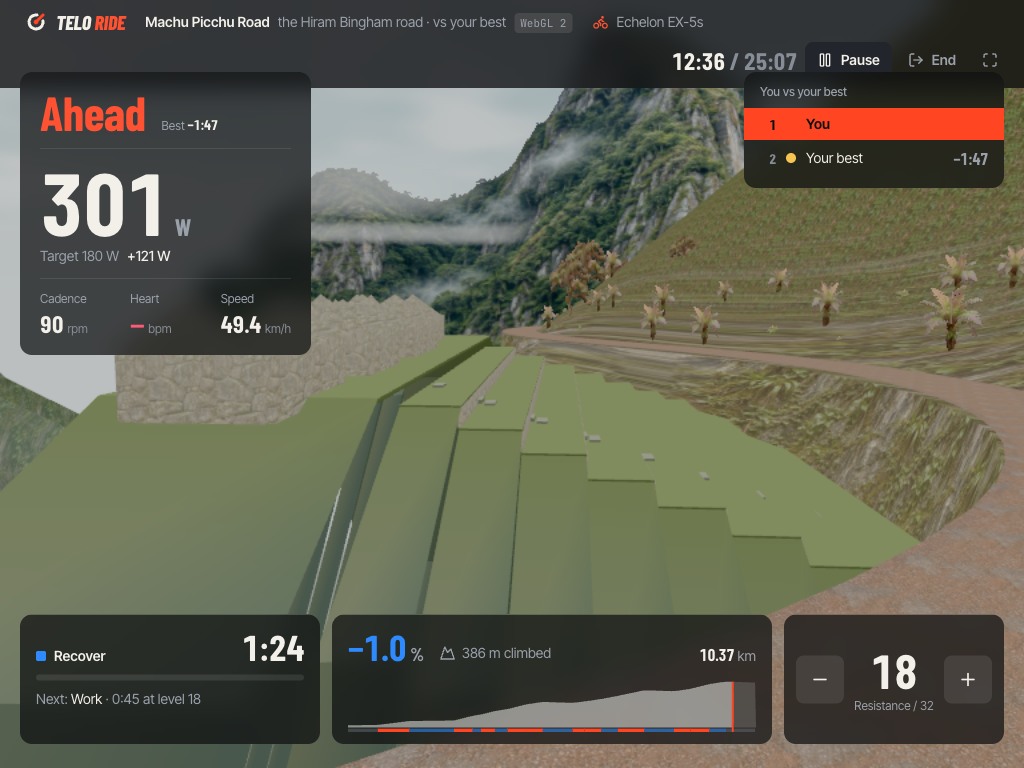 TELO RIDE Machu Picchu Road the Hiram Bingham road · vs your best WebGL 2 Echelon EX-5s
12:36 / 25:07 Pause End
Ahead Best −1:47
301 W
Target 180 W +121 W
Cadence Heart Speed
90 rpm – bpm 49.4 km/h
You vs your best
1 You
2 Your best −1:47
Recover 1:24
Next: Work · 0:45 at level 18
−1.0 % 386 m climbed 10.37 km
− 18 +
Resistance / 32